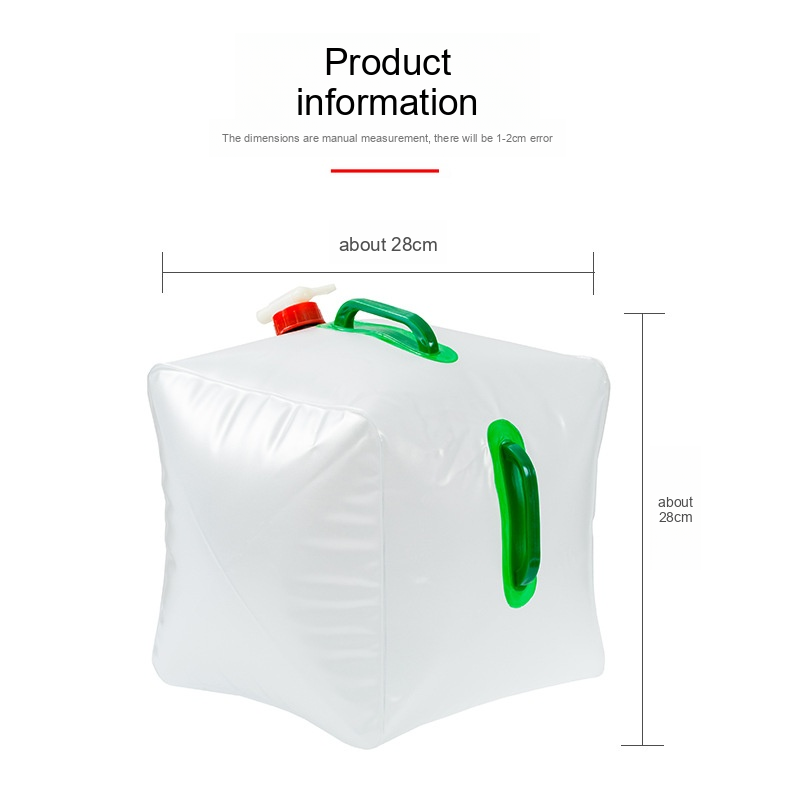 Product
information
The dimensions are manual measurement, there will be 1-2cm error
about 28cm
about
28cm